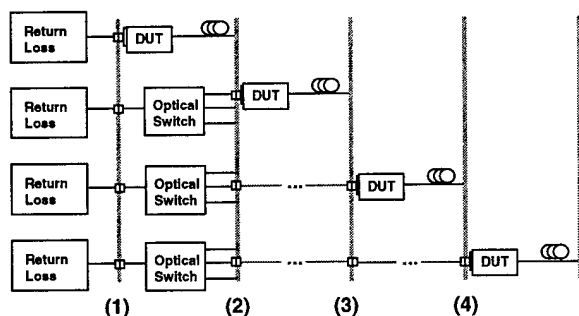 Return
Loss
DUT
Return
Loss
Optical
Switch
DUT
Return
Loss
Optical
Switch
...
DUT
Return
Loss
Optical
Switch
...
...
DUT
(1)
(2)
(3)
(4)